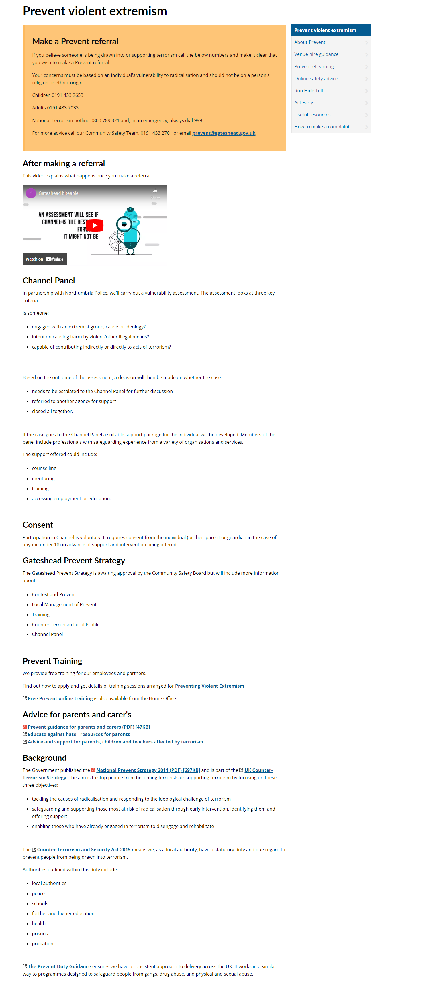 Prevent violent extremism
Make a Prevent referral
If you believe someone is being drawn into or supporting terrorism call the below numbers and make it clear that
you wish to make a Prevent referral.
Your concerns must be based on an individual's vulnerability to radicalisation and should not be on a person's
religion or ethnic origin.
Children 0191 433 2653
Adults 0191 433 7033
National Terrorism hotline 0800 789 321 and, in an emergency, always dial 999.
For more advice call our Community Safety Team, 0191 433 2701 or email prevent@gateshead.gov.uk
Prevent violent extremism
About Prevent
Venue hire guidance
Prevent eLearning
Online safety advice
Run Hide Tell
Act Early
Useful resources
How to make a complaint
After making a referral
This video explains what happens once you make a referral
n Gateshead biteable
Share
AN ASSESSMENT WILL SEE IF
CHANNEL IS THE BEST
IT MIGHT NOT BE
Watch on YouTube
Channel Panel
In partnership with Northumbria Police, we'll carry out a vulnerability assessment. The assessment looks at three key
criteria.
Is someone:
engaged with an extremist group, cause or ideology?
intent on causing harm by violent/other illegal means?
capable of contributing indirectly or directly to acts of terrorism?
Based on the outcome of the assessment, a decision will then be made on whether the case:
needs to be escalated to the Channel Panel for further discussion
referred to another agency for support
closed all together.
If the case goes to the Channel Panel a suitable support package for the individual will be developed. Members of the
panel include professionals with safeguarding experience from a variety of organisations and services.
The support offered could include:
counselling
mentoring
training
accessing employment or education.
Consent
Participation in Channel is voluntary. It requires consent from the individual (or their parent or guardian in the case of
anyone under 18) in advance of support and intervention being offered.
Gateshead Prevent Strategy
The Gateshead Prevent Strategy is awaiting approval by the Community Safety Board but will include more information
about:
Contest and Prevent
Local Management of Prevent
Training
Counter Terrorism Local Profile
Channel Panel
Prevent Training
We provide free training for our employees and partners.
Find out how to apply and get details of training sessions arranged for Preventing Violent Extremism
Free Prevent online training is also available from the Home Office.
Advice for parents and carer's
Prevent guidance for parents and carers (PDF) [47KB]
Educate against hate - resources for parents
Advice and support for parents, children and teachers affected by terrorism
Background
The Government published the National Prevent Strategy 2011 (PDF) [697KB] and is part of the UK Counter-
Terrorism Strategy. The aim is to stop people from becoming terrorists or supporting terrorism by focusing on these
three objectives:
tackling the causes of radicalisation and responding to the ideological challenge of terrorism
safeguarding and supporting those most at risk of radicalisation through early intervention, identifying them and
offering support
enabling those who have already engaged in terrorism to disengage and rehabilitate
The Counter Terrorism and Security Act 2015 means we, as a local authority, have a statutory duty and due regard to
prevent people from being drawn into terrorism.
Authorities outlined within this duty include:
local authorities
police
schools
further and higher education
health
prisons
probation
The Prevent Duty Guidance ensures we have a consistent approach to delivery across the UK. It works in a similar
way to programmes designed to safeguard people from gangs, drug abuse, and physical and sexual abuse.